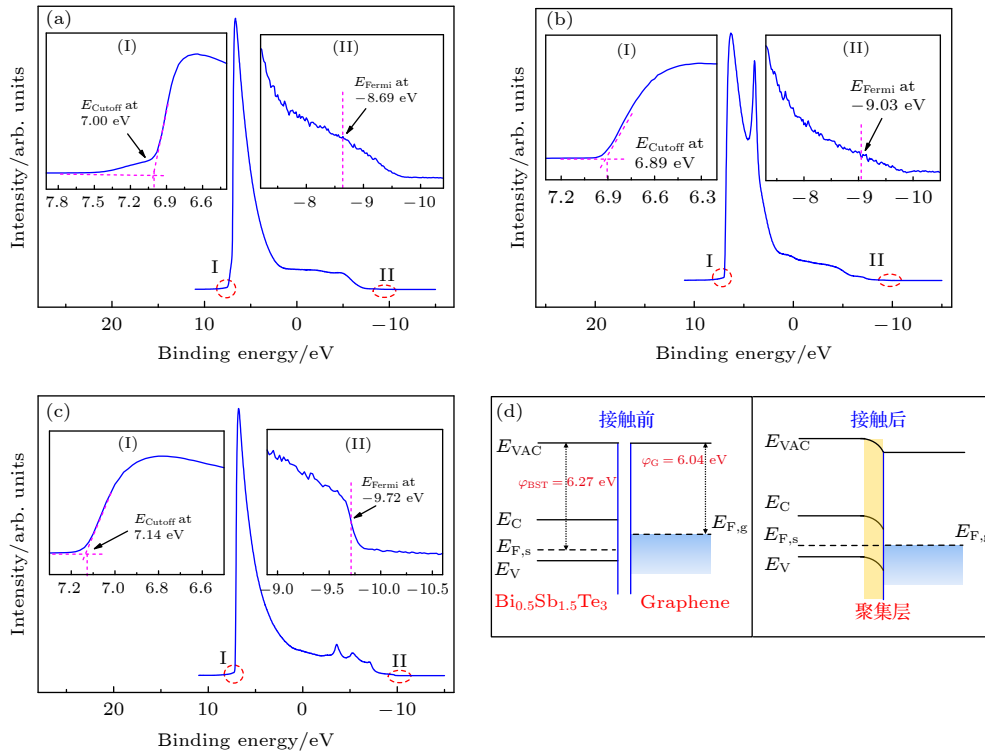 (a)
Intensity/arb. units
(I)
E_Cutoff at
7.00 eV
7.8 7.5 7.2 6.9 6.6
(II)
E_Fermi at
−8.69 eV
−8 −9 −10
I
II
20 10 0 −10
Binding energy/eV
(b)
Intensity/arb. units
(I)
E_Cutoff at
6.89 eV
7.2 6.9 6.6 6.3
(II)
E_Fermi at
−9.03 eV
−8 −9 −10
I
II
20 10 0 −10
Binding energy/eV
(c)
Intensity/arb. units
(I)
E_Cutoff at
7.14 eV
7.2 7.0 6.8 6.6
(II)
E_Fermi at
−9.72 eV
−9.0 −9.5 −10.0 −10.5
I
II
20 10 0 −10
Binding energy/eV
(d)
接触前
E_VAC
φ_BST = 6.27 eV
φ_G = 6.04 eV
E_C
E_F,s
E_V
E_F,g
Bi₀.₅Sb₁.₅Te₃
Graphene
接触后
E_VAC
E_C
E_F,s
E_V
E_F,g
聚集层